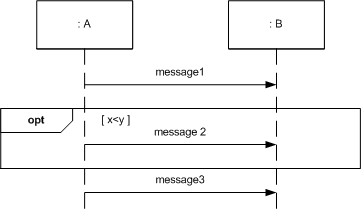 : A
: B
message1
opt
[ x<y ]
message 2
message3